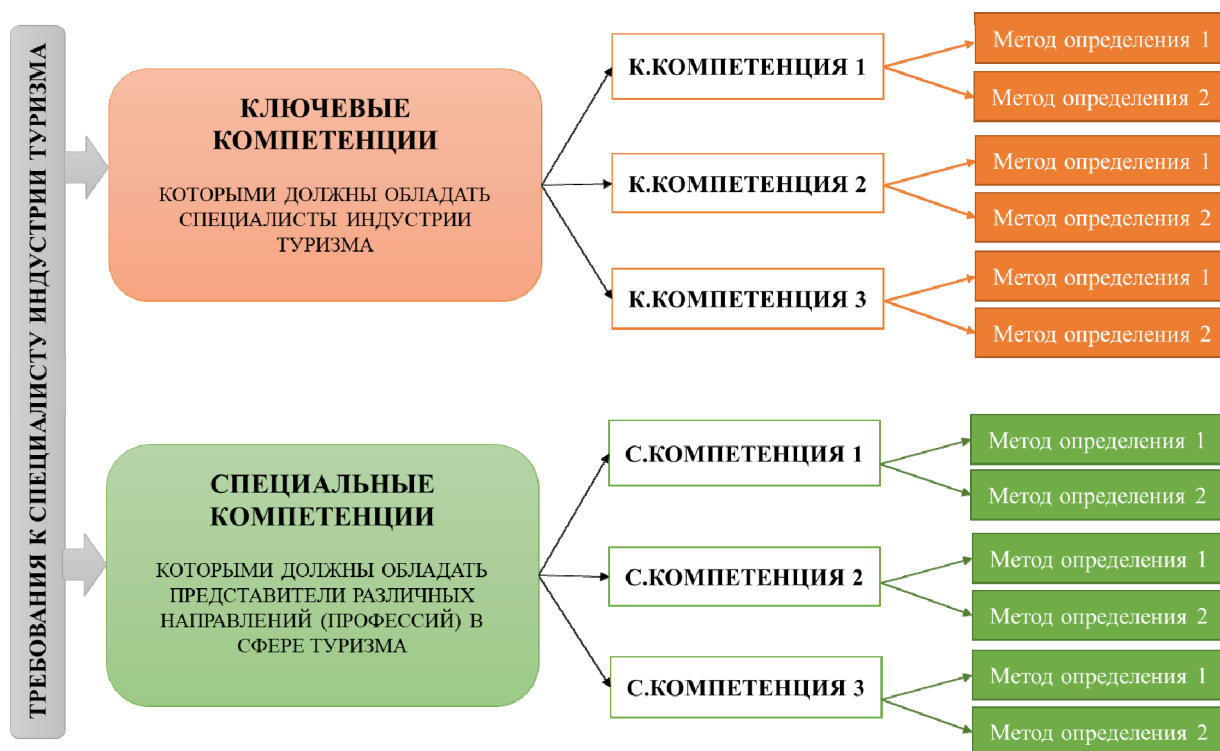 ТРЕБОВАНИЯ К СПЕЦИАЛИСТУ ИНДУСТРИИ ТУРИЗМА
КЛЮЧЕВЫЕ
КОМПЕТЕНЦИИ
КОТОРЫМИ ДОЛЖНЫ ОБЛАДАТЬ
СПЕЦИАЛИСТЫ ИНДУСТРИИ
ТУРИЗМА
К.КОМПЕТЕНЦИЯ 1
Метод определения 1
Метод определения 2
К.КОМПЕТЕНЦИЯ 2
Метод определения 1
Метод определения 2
К.КОМПЕТЕНЦИЯ 3
Метод определения 1
Метод определения 2
СПЕЦИАЛЬНЫЕ
КОМПЕТЕНЦИИ
КОТОРЫМИ ДОЛЖНЫ ОБЛАДАТЬ
ПРЕДСТАВИТЕЛИ РАЗЛИЧНЫХ
НАПРАВЛЕНИЙ (ПРОФЕССИЙ) В
СФЕРЕ ТУРИЗМА
С.КОМПЕТЕНЦИЯ 1
Метод определения 1
Метод определения 2
С.КОМПЕТЕНЦИЯ 2
Метод определения 1
Метод определения 2
С.КОМПЕТЕНЦИЯ 3
Метод определения 1
Метод определения 2